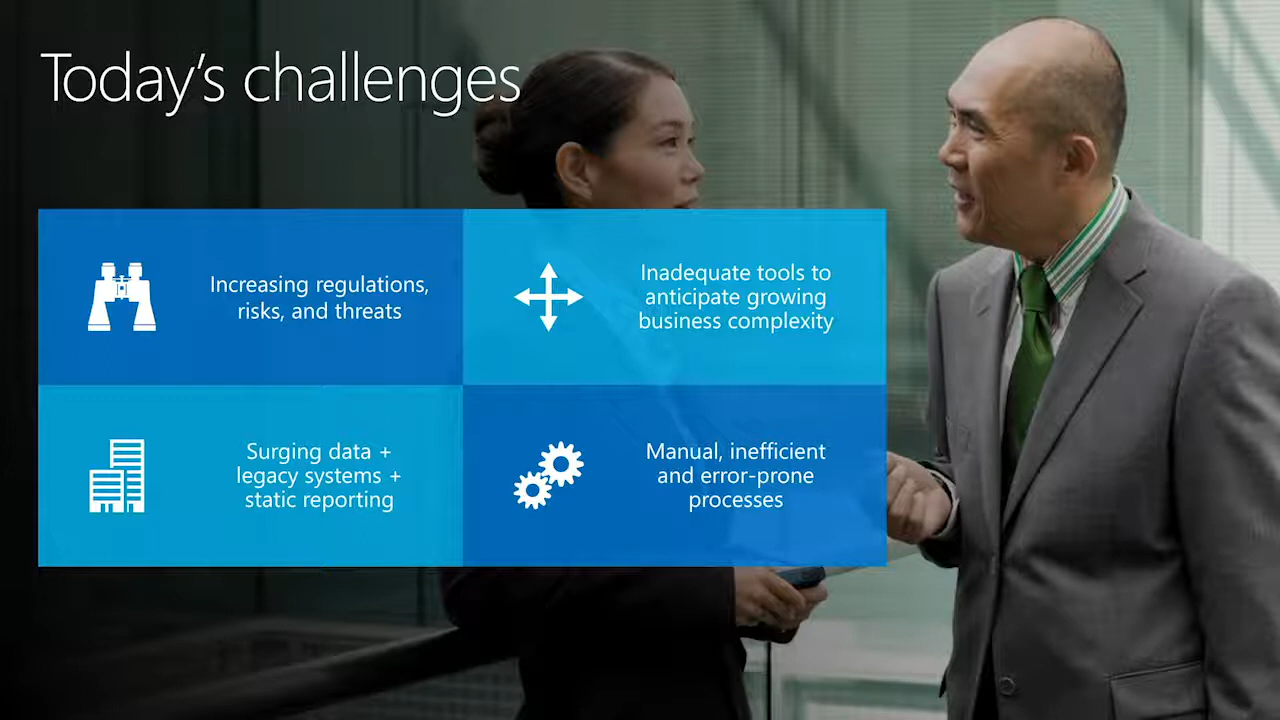 Today's challenges
Increasing regulations,
risks, and threats
Inadequate tools to
anticipate growing
business complexity
Surging data +
legacy systems +
static reporting
Manual, inefficient
and error-prone
processes